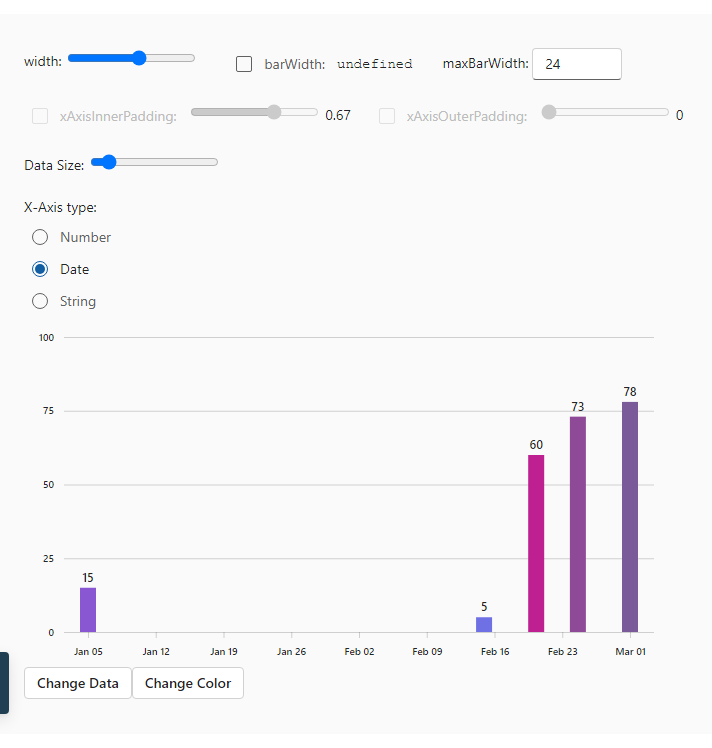 width: barWidth: undefined maxBarWidth: 24
xAxisInnerPadding: 0.67 xAxisOuterPadding: 0
Data Size:
X-Axis type:
Number
Date
String
100
78
73
75
60
50
25
15
5
0
Jan 05 Jan 12 Jan 19 Jan 26 Feb 02 Feb 09 Feb 16 Feb 23 Mar 01
Change Data Change Color